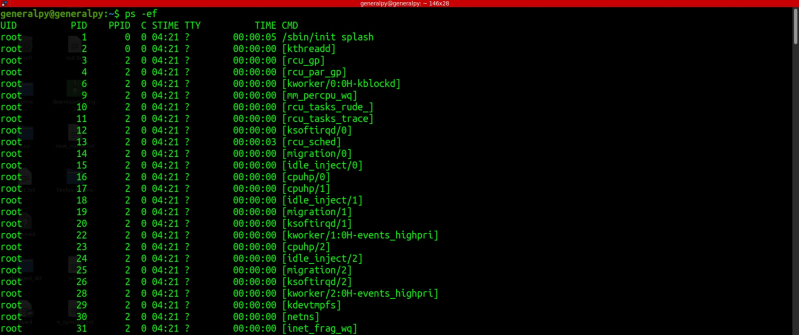 generalpy@generalpy: ~ 146x28
generalpy@generalpy:~$ ps -ef
UID          PID    PPID  C STIME TTY          TIME CMD
root           1       0  0 04:21 ?        00:00:05 /sbin/init splash
root           2       0  0 04:21 ?        00:00:00 [kthreadd]
root           3       2  0 04:21 ?        00:00:00 [rcu_gp]
root           4       2  0 04:21 ?        00:00:00 [rcu_par_gp]
root           6       2  0 04:21 ?        00:00:00 [kworker/0:0H-kblockd]
root           9       2  0 04:21 ?        00:00:00 [mm_percpu_wq]
root          10       2  0 04:21 ?        00:00:00 [rcu_tasks_rude_]
root          11       2  0 04:21 ?        00:00:00 [rcu_tasks_trace]
root          12       2  0 04:21 ?        00:00:00 [ksoftirqd/0]
root          13       2  0 04:21 ?        00:00:03 [rcu_sched]
root          14       2  0 04:21 ?        00:00:00 [migration/0]
root          15       2  0 04:21 ?        00:00:00 [idle_inject/0]
root          16       2  0 04:21 ?        00:00:00 [cpuhp/0]
root          17       2  0 04:21 ?        00:00:00 [cpuhp/1]
root          18       2  0 04:21 ?        00:00:00 [idle_inject/1]
root          19       2  0 04:21 ?        00:00:00 [migration/1]
root          20       2  0 04:21 ?        00:00:00 [ksoftirqd/1]
root          22       2  0 04:21 ?        00:00:00 [kworker/1:0H-events_highpri]
root          23       2  0 04:21 ?        00:00:00 [cpuhp/2]
root          24       2  0 04:21 ?        00:00:00 [idle_inject/2]
root          25       2  0 04:21 ?        00:00:00 [migration/2]
root          26       2  0 04:21 ?        00:00:00 [ksoftirqd/2]
root          28       2  0 04:21 ?        00:00:00 [kworker/2:0H-events_highpri]
root          29       2  0 04:21 ?        00:00:00 [kdevtmpfs]
root          30       2  0 04:21 ?        00:00:00 [netns]
root          31       2  0 04:21 ?        00:00:00 [inet_frag_wq]